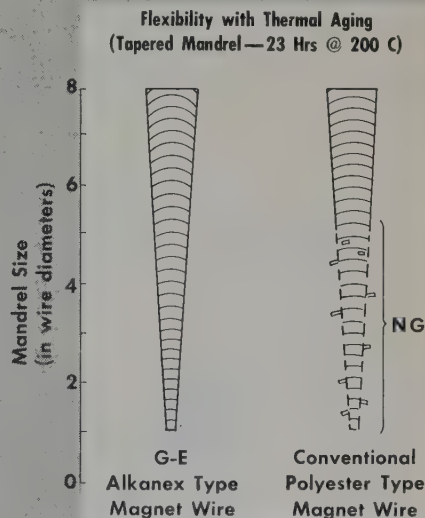 Flexibility with Thermal Aging
(Tapered Mandrel—23 Hrs @ 200 C)
8
6
4
2
0
Mandrel Size
(in wire diameters)
NG
G-E
Alkanex Type
Magnet Wire
Conventional
Polyester Type
Magnet Wire